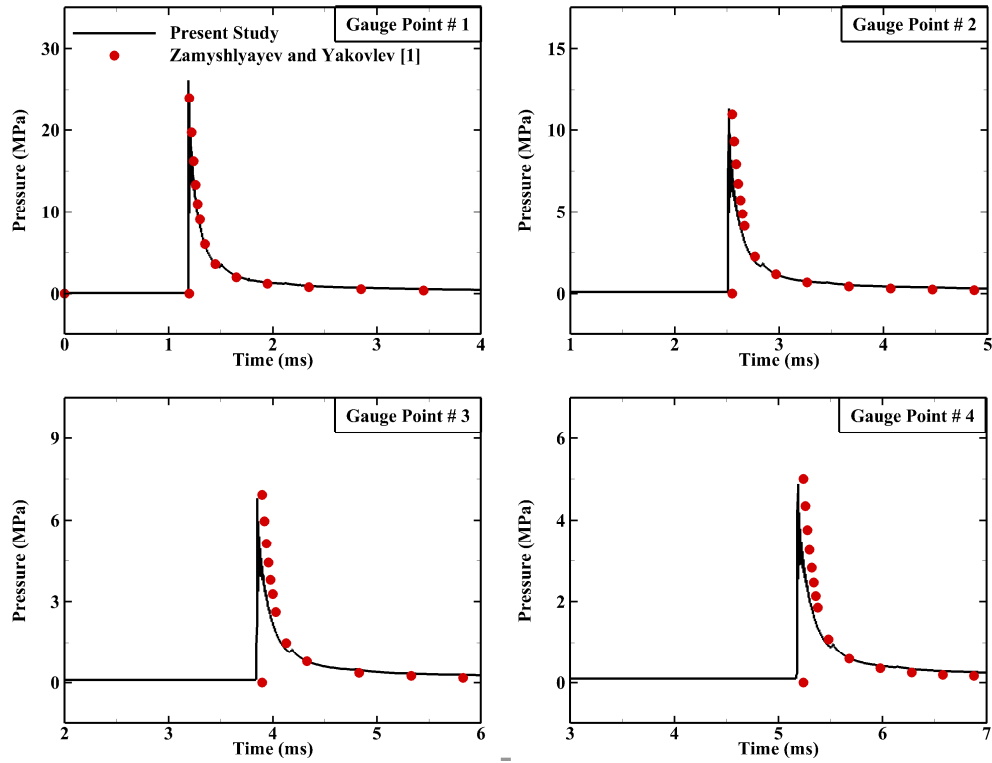 Gauge Point # 1
Present Study
Zamyshlyayev and Yakovlev [1]
Pressure (MPa)
30
20
10
0
0 1 2 3 4
Time (ms)
Gauge Point # 2
Pressure (MPa)
15
10
5
0
1 2 3 4 5
Time (ms)
Gauge Point # 3
Pressure (MPa)
9
6
3
0
2 3 4 5 6
Time (ms)
Gauge Point # 4
Pressure (MPa)
6
4
2
0
3 4 5 6 7
Time (ms)